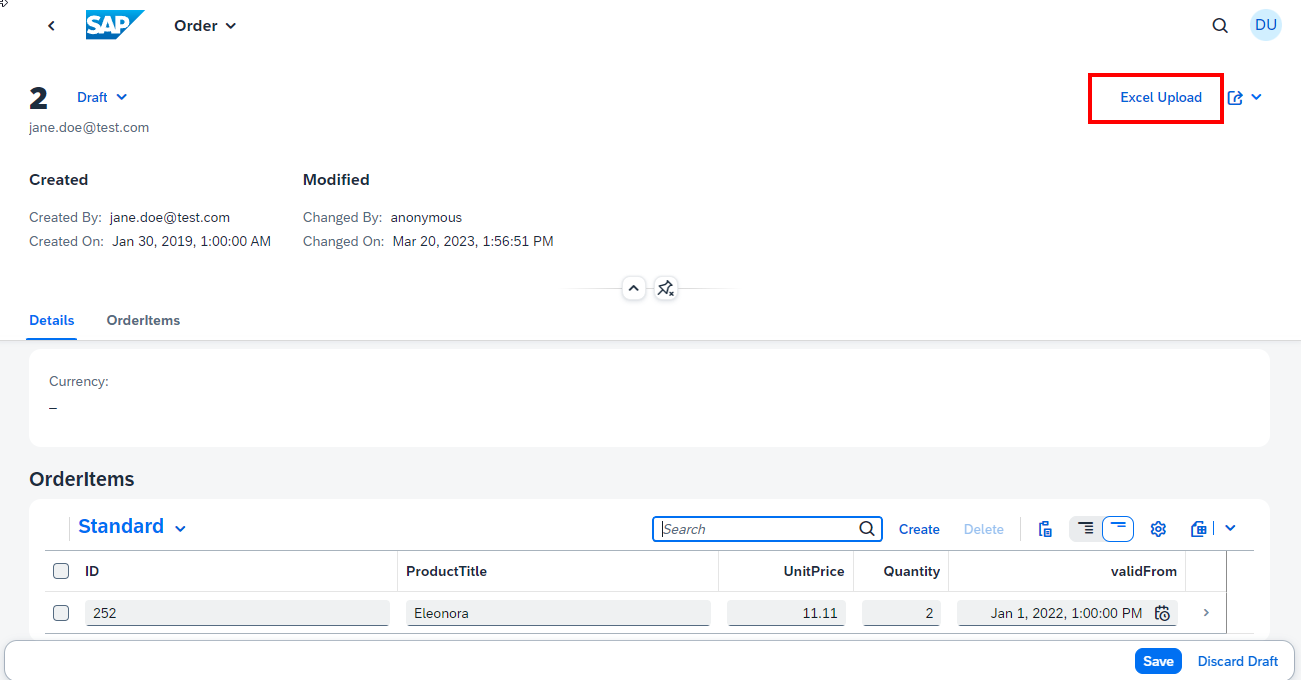 SAP Order DU
2 Draft Excel Upload
jane.doe@test.com
Created Modified
Created By: jane.doe@test.com Changed By: anonymous
Created On: Jan 30, 2019, 1:00:00 AM Changed On: Mar 20, 2023, 1:56:51 PM
Details OrderItems
Currency:
–
OrderItems
Standard Search Create Delete
ID ProductTitle UnitPrice Quantity validFrom
252 Eleonora 11.11 2 Jan 1, 2022, 1:00:00 PM
Save Discard Draft